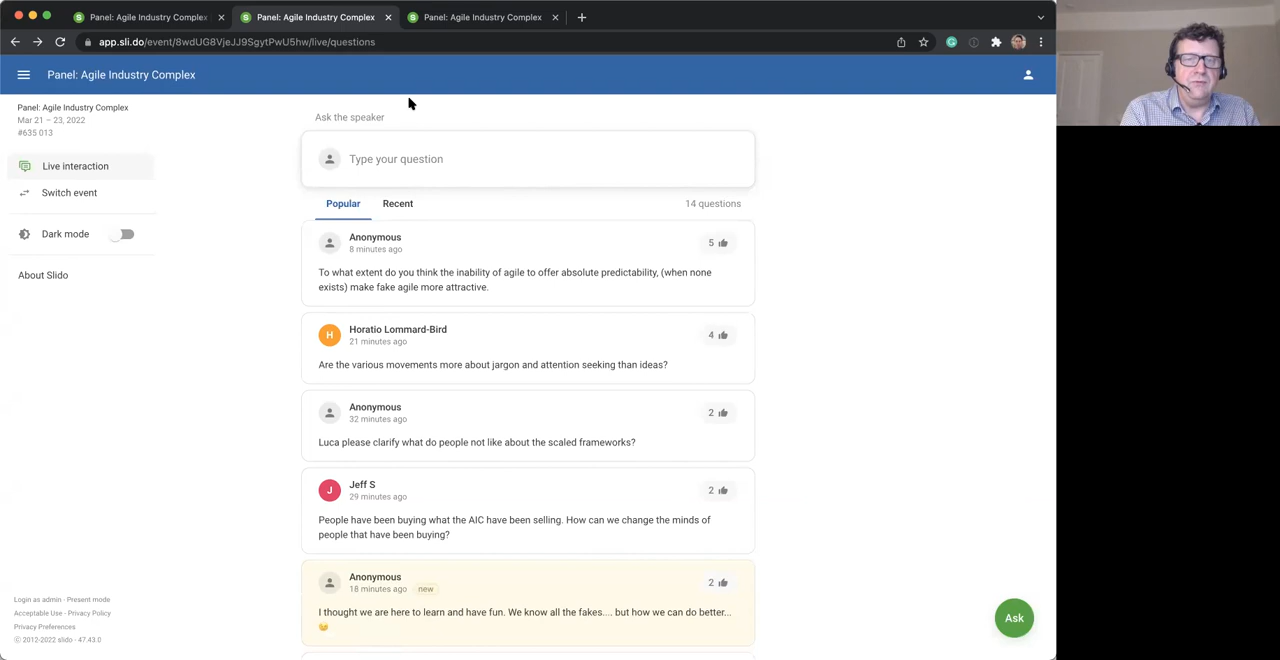 Panel: Agile Industry Complex
Panel: Agile Industry Complex
Panel: Agile Industry Complex
app.sli.do/event/8wdUG8VjeJJ9SgytPwU5hw/live/questions
Panel: Agile Industry Complex
Panel: Agile Industry Complex
Mar 21 – 23, 2022
#635 013
Live interaction
Switch event
Dark mode
About Slido
Ask the speaker
Type your question
Popular
Recent
14 questions
Anonymous
8 minutes ago
5
To what extent do you think the inability of agile to offer absolute predictability, (when none
exists) make fake agile more attractive.
H
Horatio Lommard-Bird
21 minutes ago
4
Are the various movements more about jargon and attention seeking than ideas?
Anonymous
32 minutes ago
2
Luca please clarify what do people not like about the scaled frameworks?
J
Jeff S
29 minutes ago
2
People have been buying what the AIC have been selling. How can we change the minds of
people that have been buying?
Anonymous
18 minutes ago new
2
I thought we are here to learn and have fun. We know all the fakes.... but how we can do better...
Login as admin - Present mode
Acceptable Use - Privacy Policy
Privacy Preferences
© 2012-2022 slido - 47.43.0
Ask